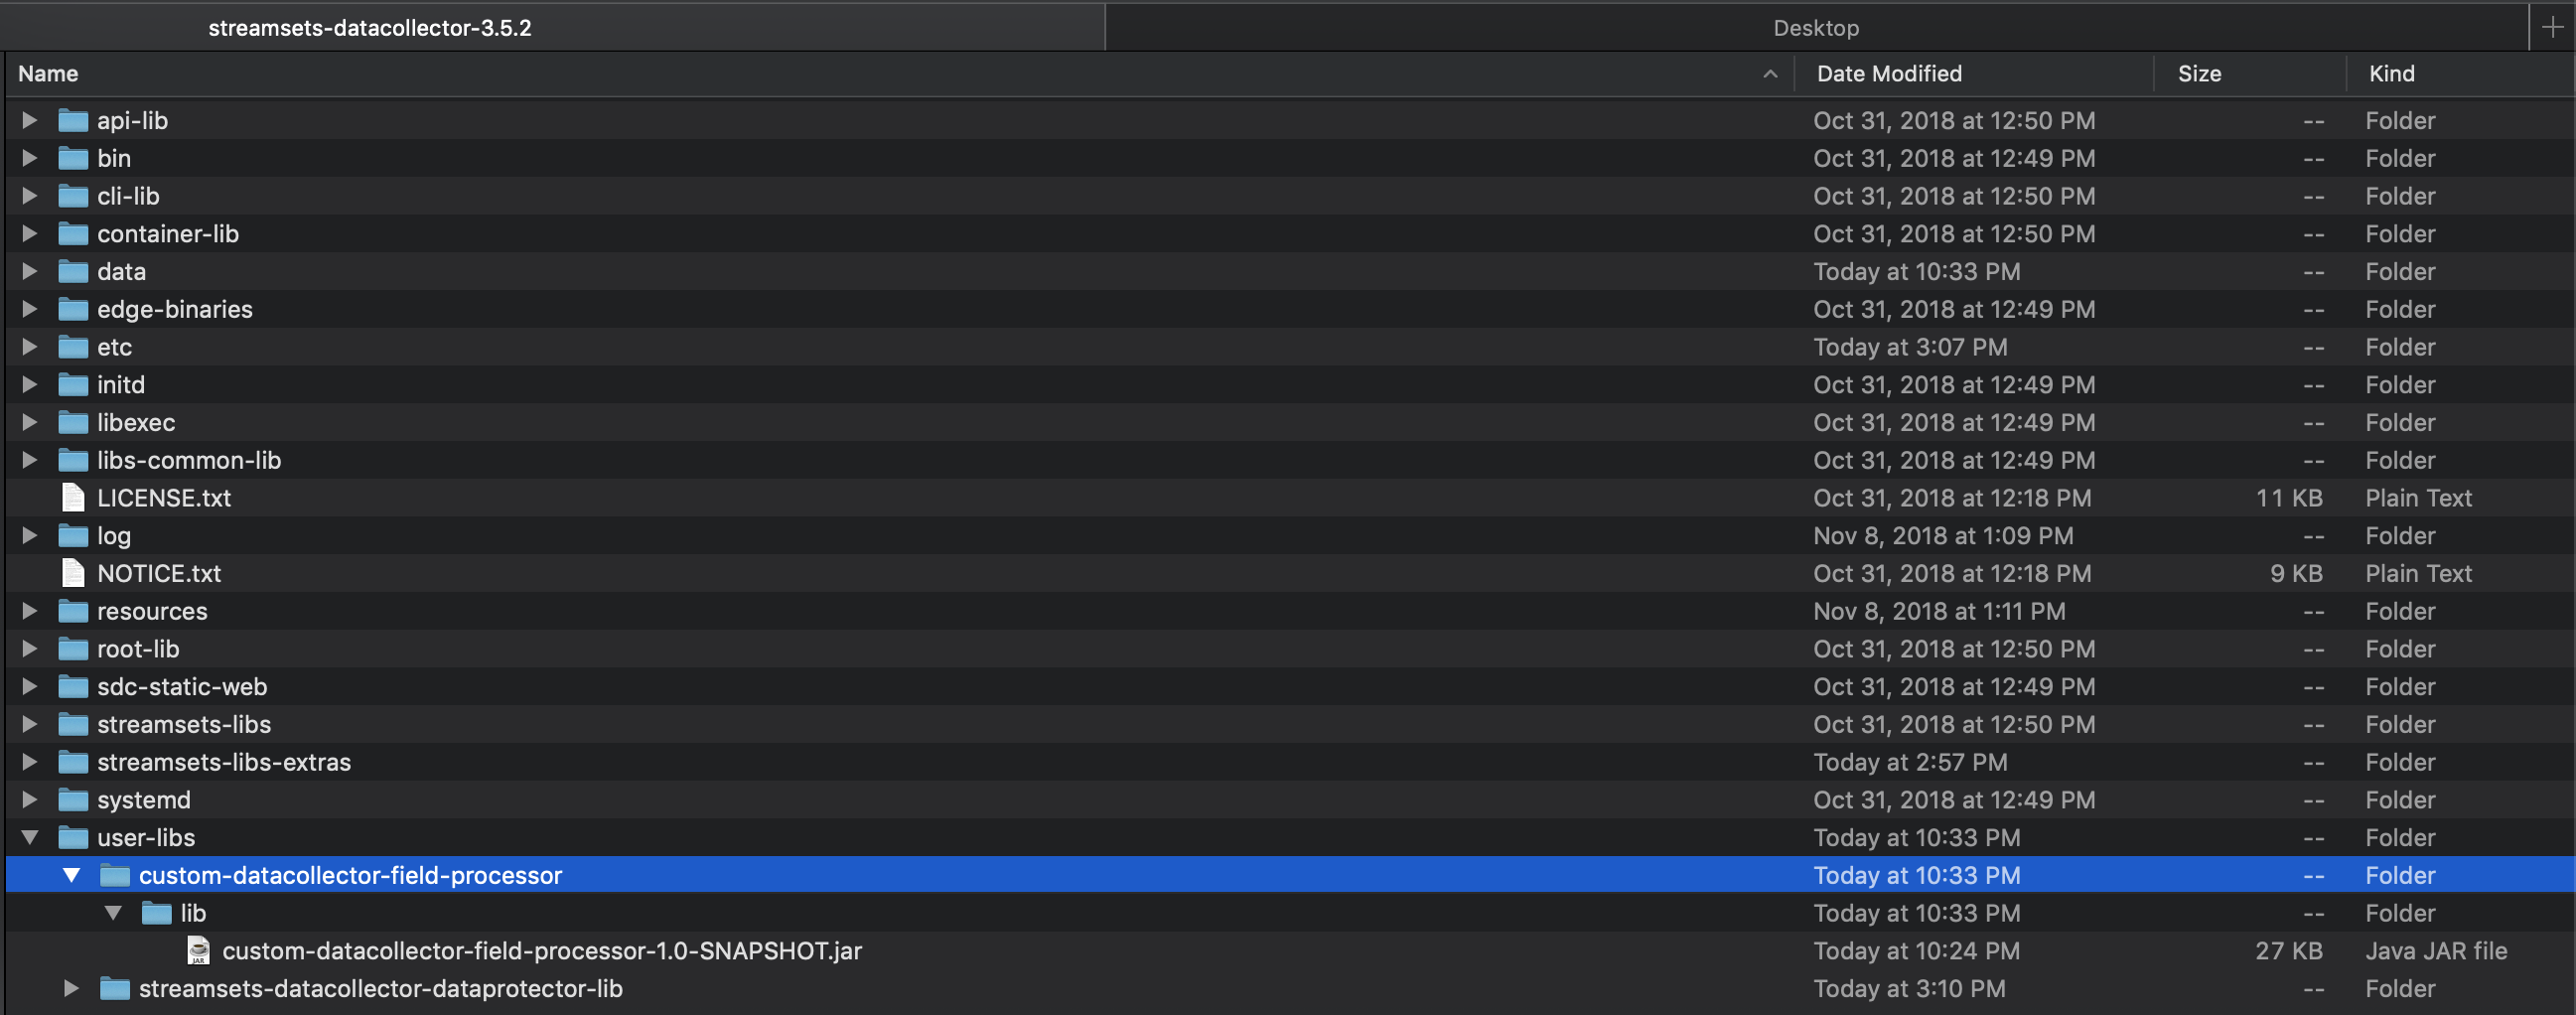 streamsets-datacollector-3.5.2 Desktop
Name Date Modified Size Kind
api-lib Oct 31, 2018 at 12:50 PM -- Folder
bin Oct 31, 2018 at 12:49 PM -- Folder
cli-lib Oct 31, 2018 at 12:50 PM -- Folder
container-lib Oct 31, 2018 at 12:50 PM -- Folder
data Today at 10:33 PM -- Folder
edge-binaries Oct 31, 2018 at 12:49 PM -- Folder
etc Today at 3:07 PM -- Folder
initd Oct 31, 2018 at 12:49 PM -- Folder
libexec Oct 31, 2018 at 12:49 PM -- Folder
libs-common-lib Oct 31, 2018 at 12:49 PM -- Folder
LICENSE.txt Oct 31, 2018 at 12:18 PM 11 KB Plain Text
log Nov 8, 2018 at 1:09 PM -- Folder
NOTICE.txt Oct 31, 2018 at 12:18 PM 9 KB Plain Text
resources Nov 8, 2018 at 1:11 PM -- Folder
root-lib Oct 31, 2018 at 12:50 PM -- Folder
sdc-static-web Oct 31, 2018 at 12:49 PM -- Folder
streamsets-libs Oct 31, 2018 at 12:50 PM -- Folder
streamsets-libs-extras Today at 2:57 PM -- Folder
systemd Oct 31, 2018 at 12:49 PM -- Folder
user-libs Today at 10:33 PM -- Folder
custom-datacollector-field-processor Today at 10:33 PM -- Folder
lib Today at 10:33 PM -- Folder
custom-datacollector-field-processor-1.0-SNAPSHOT.jar Today at 10:24 PM 27 KB Java JAR file
streamsets-datacollector-dataprotector-lib Today at 3:10 PM -- Folder